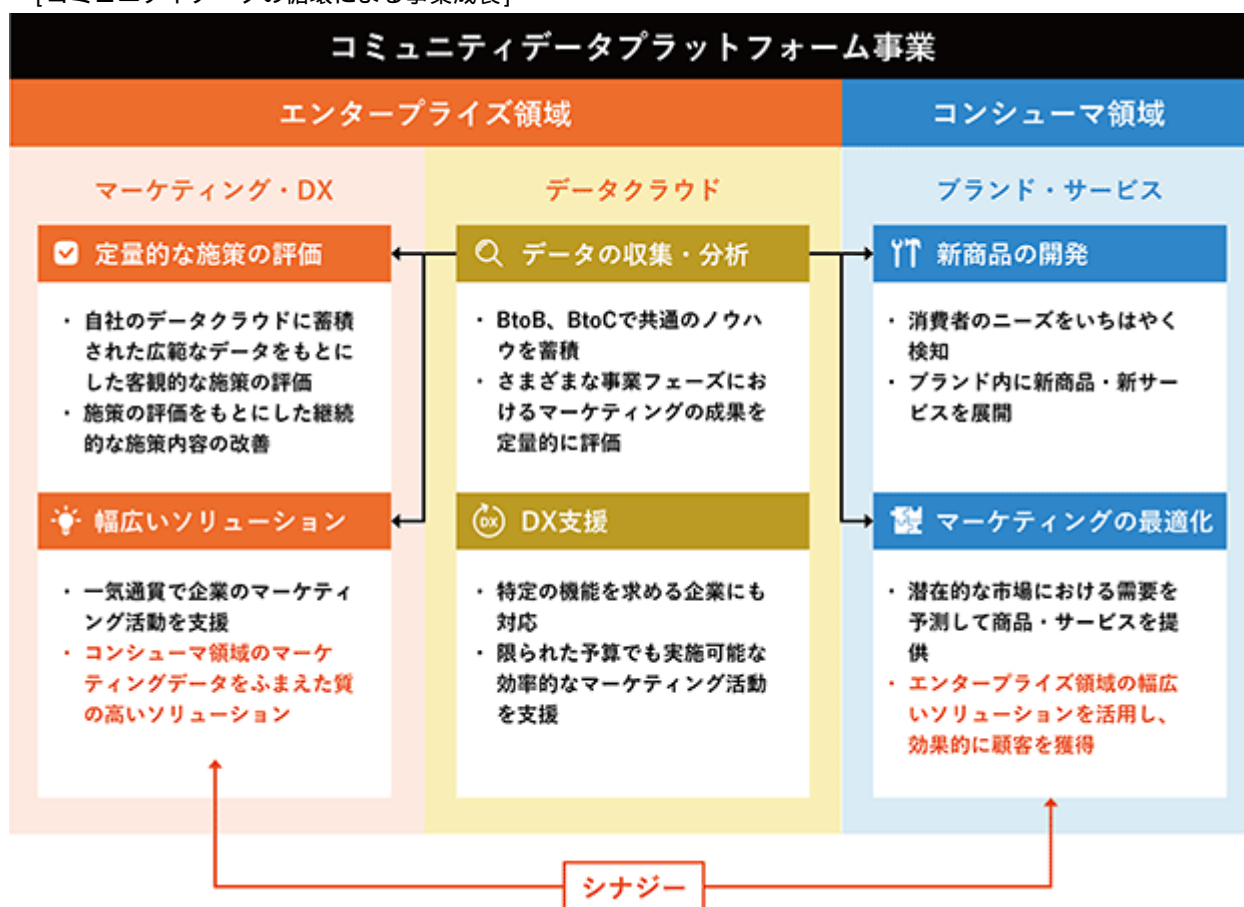 [コミュニティデータの循環による事業成長]
コミュニティデータプラットフォーム事業
エンタープライズ領域
コンシューマ領域
マーケティング・DX
データクラウド
ブランド・サービス
定量的な施策の評価
・自社のデータクラウドに蓄積
された広範なデータをもとに
した客観的な施策の評価
・施策の評価をもとにした継続
的な施策内容の改善
データの収集・分析
・BtoB、BtoCで共通のノウハ
ウを蓄積
・さまざまな事業フェーズにお
けるマーケティングの成果を
定量的に評価
新商品の開発
・消費者のニーズをいちはやく
検知
・ブランド内に新商品・新サー
ビスを展開
幅広いソリューション
・一気通貫で企業のマーケティ
ング活動を支援
・コンシューマ領域のマーケ
ティングデータをふまえた質
の高いソリューション
DX
DX支援
・特定の機能を求める企業にも
対応
・限られた予算でも実施可能な
効率的なマーケティング活動
を支援
マーケティングの最適化
・潜在的な市場における需要を
予測して商品・サービスを提
供
・エンタープライズ領域の幅広
いソリューションを活用し、
効果的に顧客を獲得
シナジー